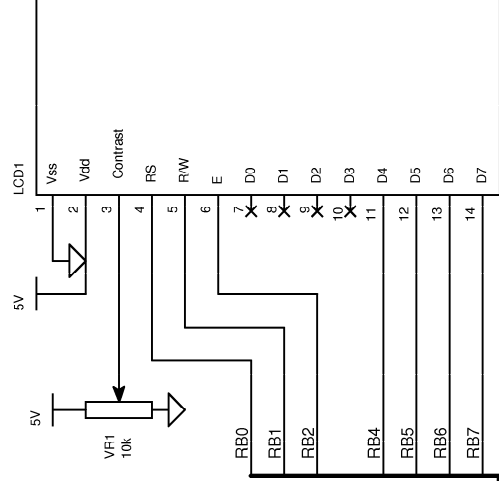 LCD1
Vss
Vdd
Contrast
RS
R/W
E
D0
D1
D2
D3
D4
D5
D6
D7
1
2
3
4
5
6
7
8
9
10
11
12
13
14
5V
5V
VR1
10k
RB0
RB1
RB2
RB4
RB5
RB6
RB7